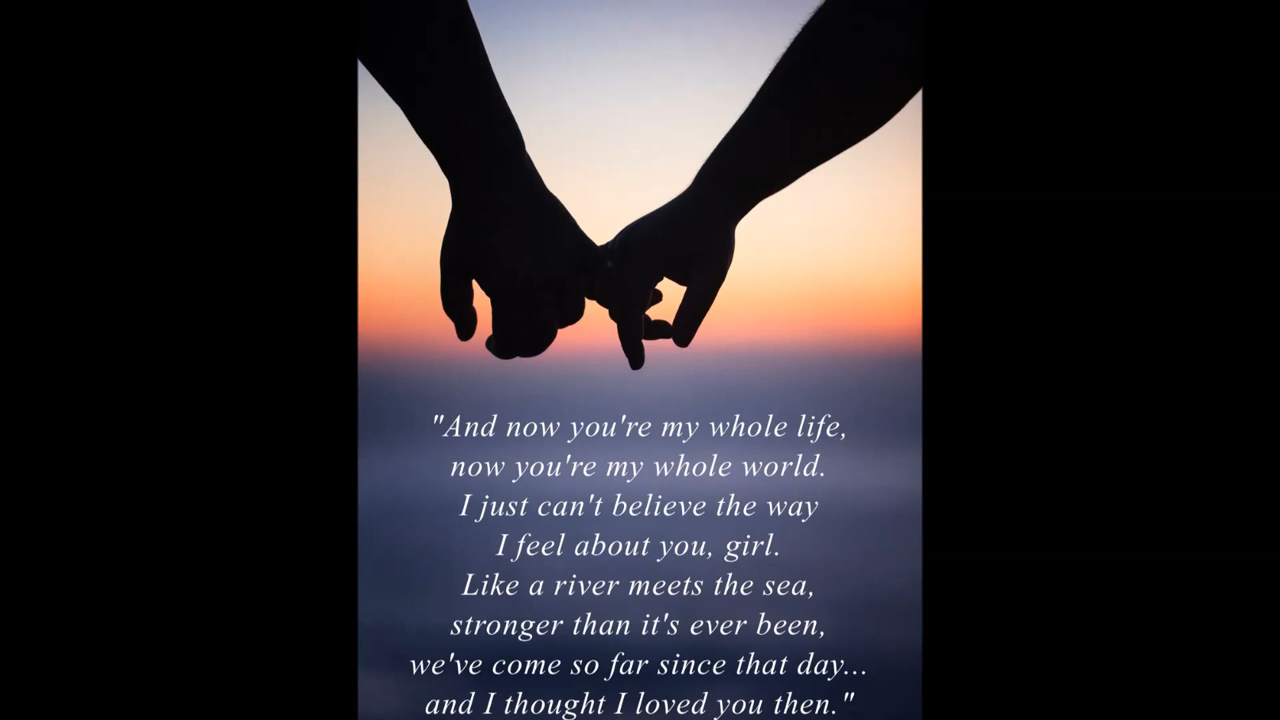 "And now you're my whole life,
now you're my whole world.
I just can't believe the way
I feel about you, girl.
Like a river meets the sea,
stronger than it's ever been,
we've come so far since that day...
and I thought I loved you then."